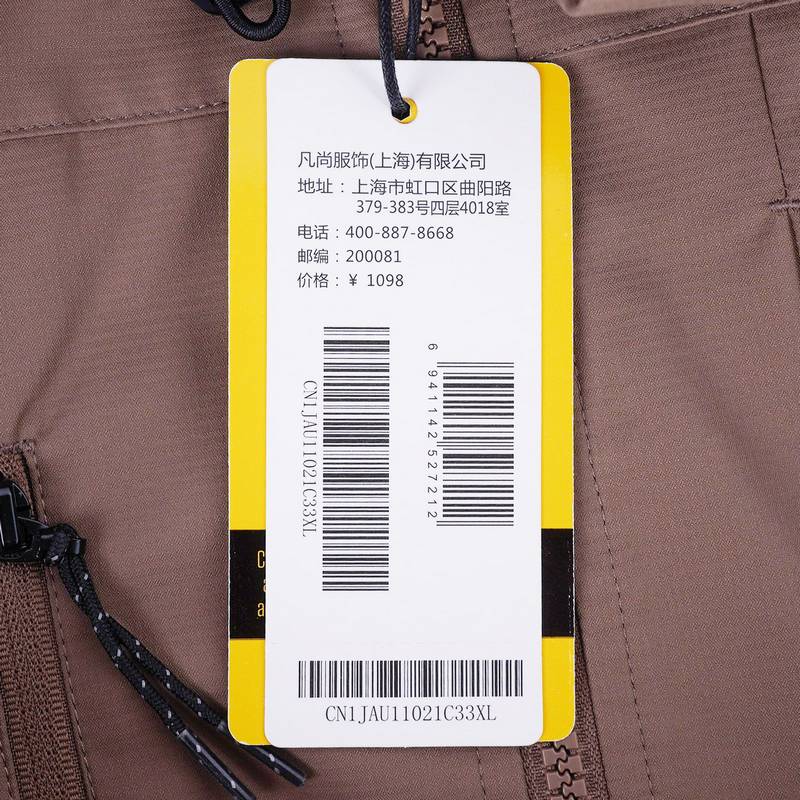 凡尚服饰(上海)有限公司
地址：上海市虹口区曲阳路
379-383号四层4018室
电话：400-887-8668
邮编：200081
价格：￥ 1098
CN1JAU11021C33XL
6 941142 527212
CN1JAU11021C33XL